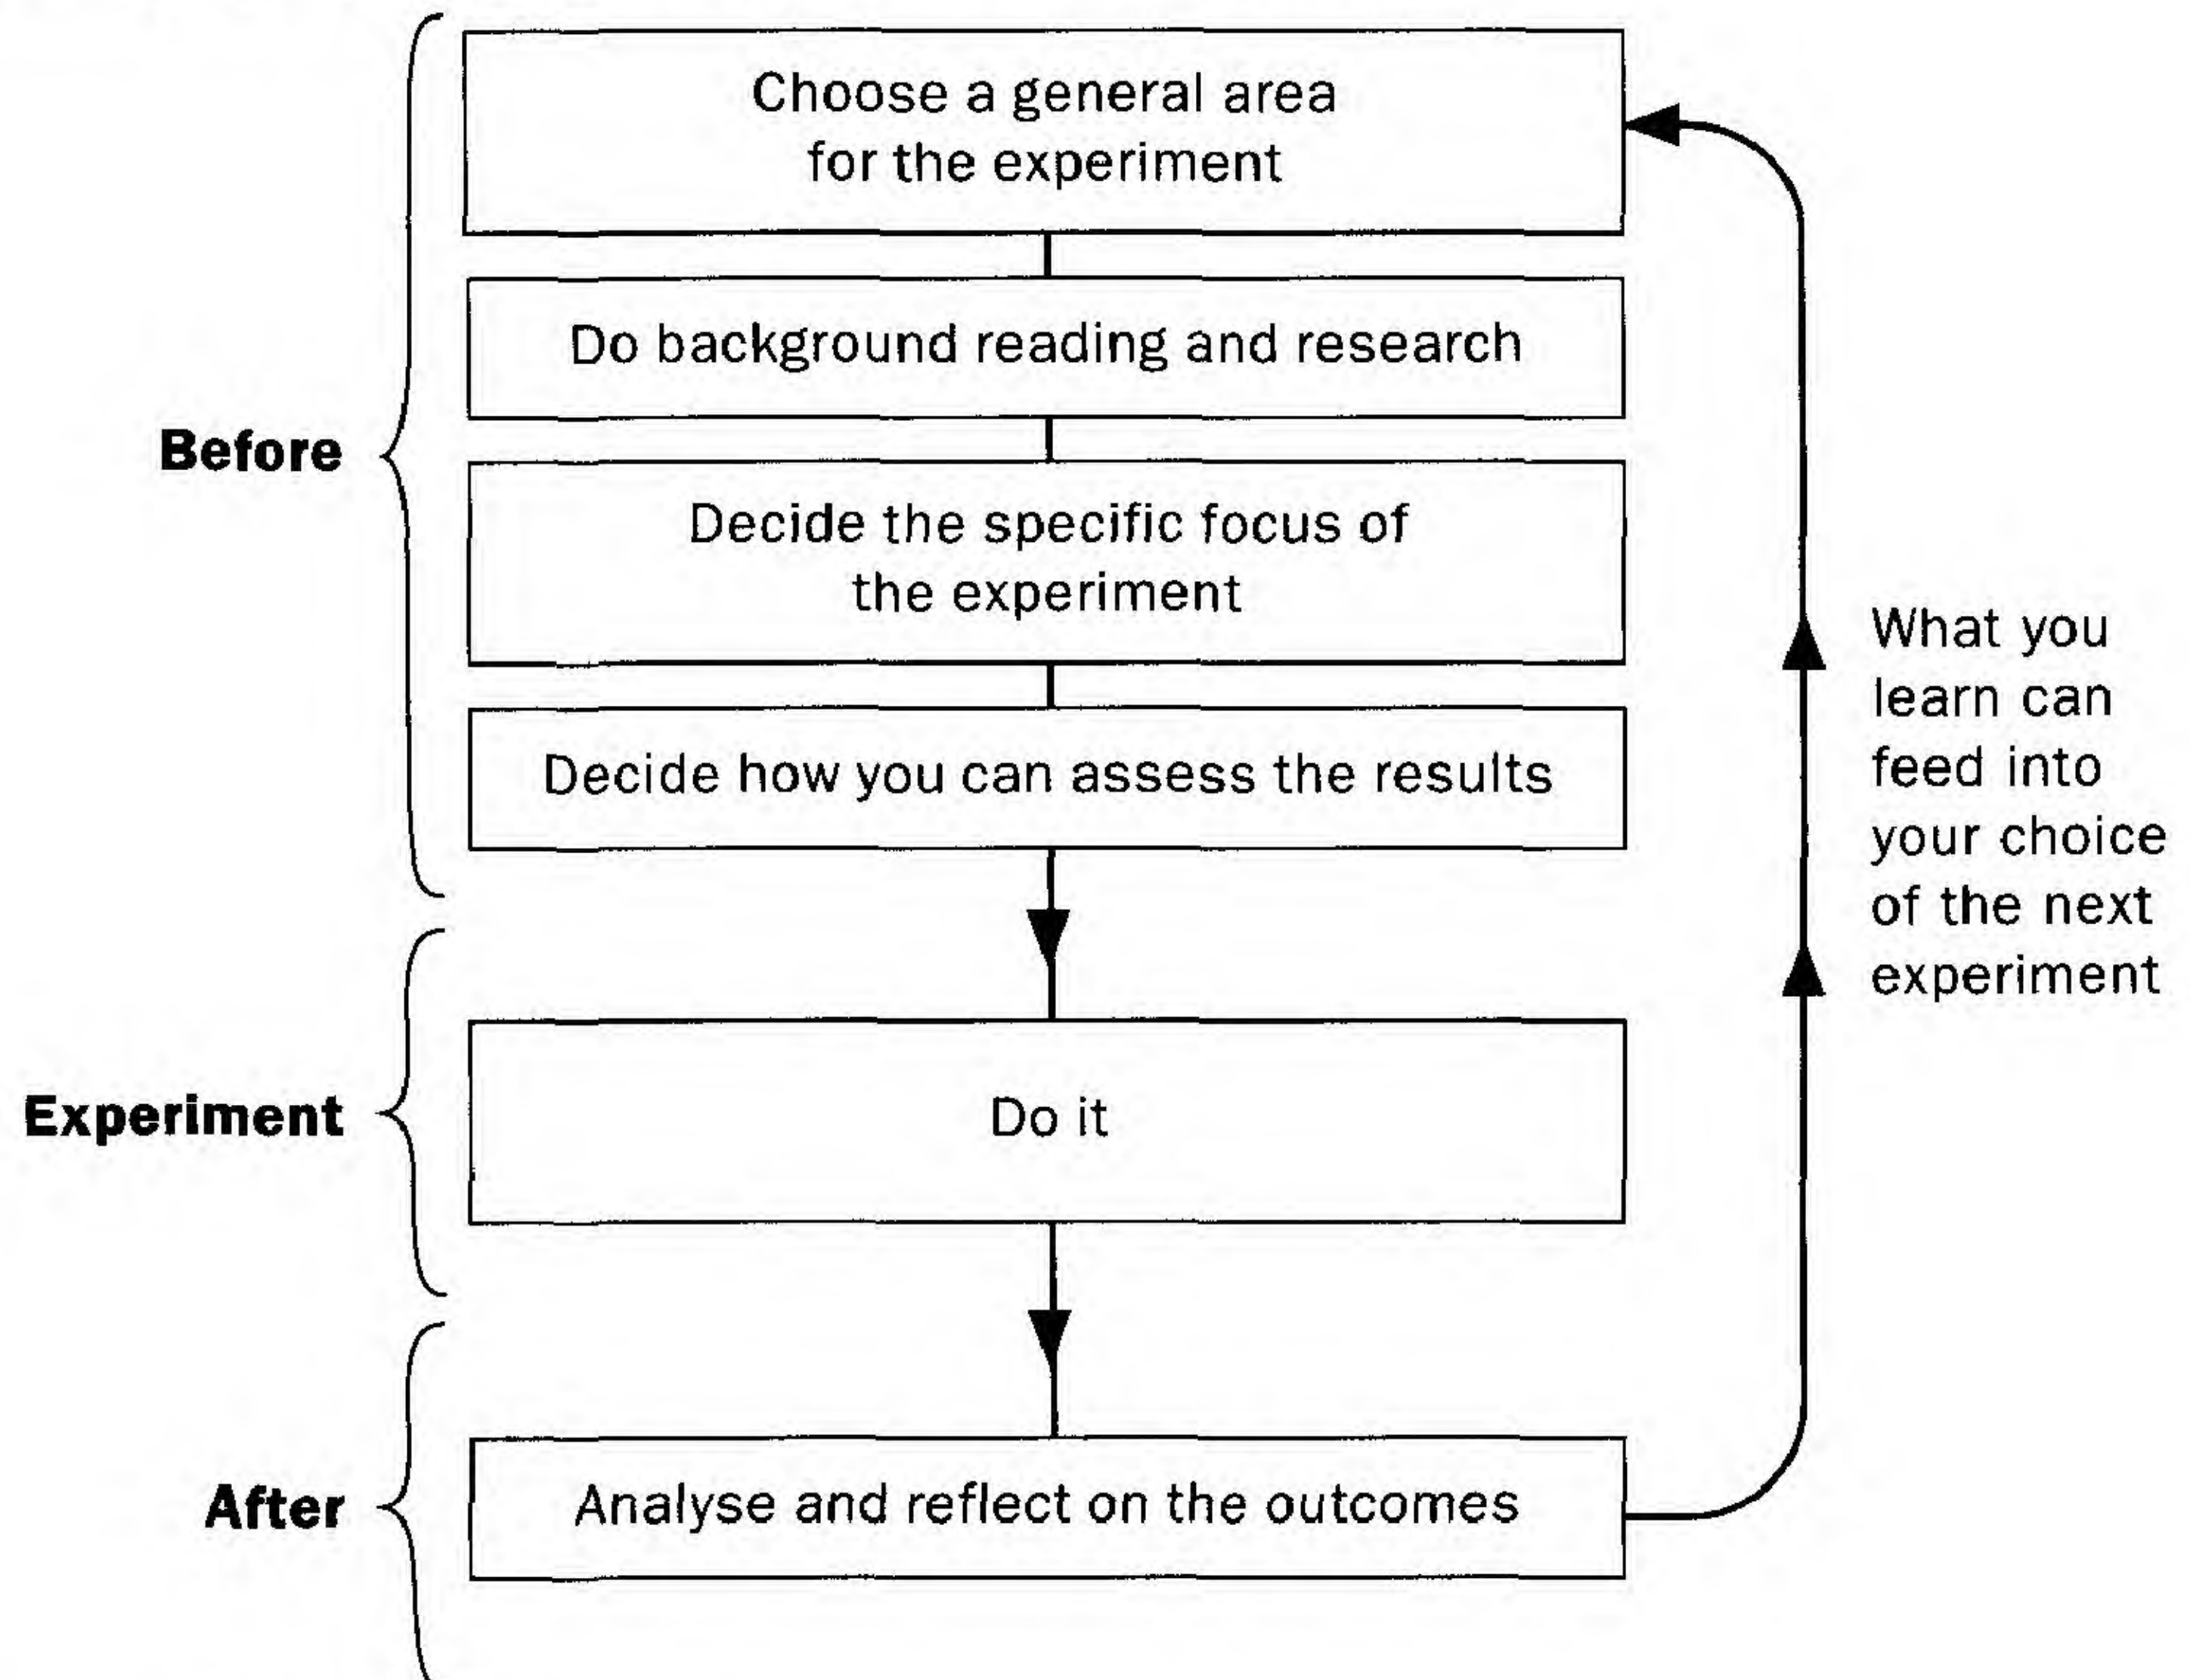 Choose a general area
for the experiment
Do background reading and research
Before
Decide the specific focus of
the experiment
Decide how you can assess the results
What you
learn can
feed into
your choice
of the next
experiment
Experiment
Do it
After
Analyse and reflect on the outcomes